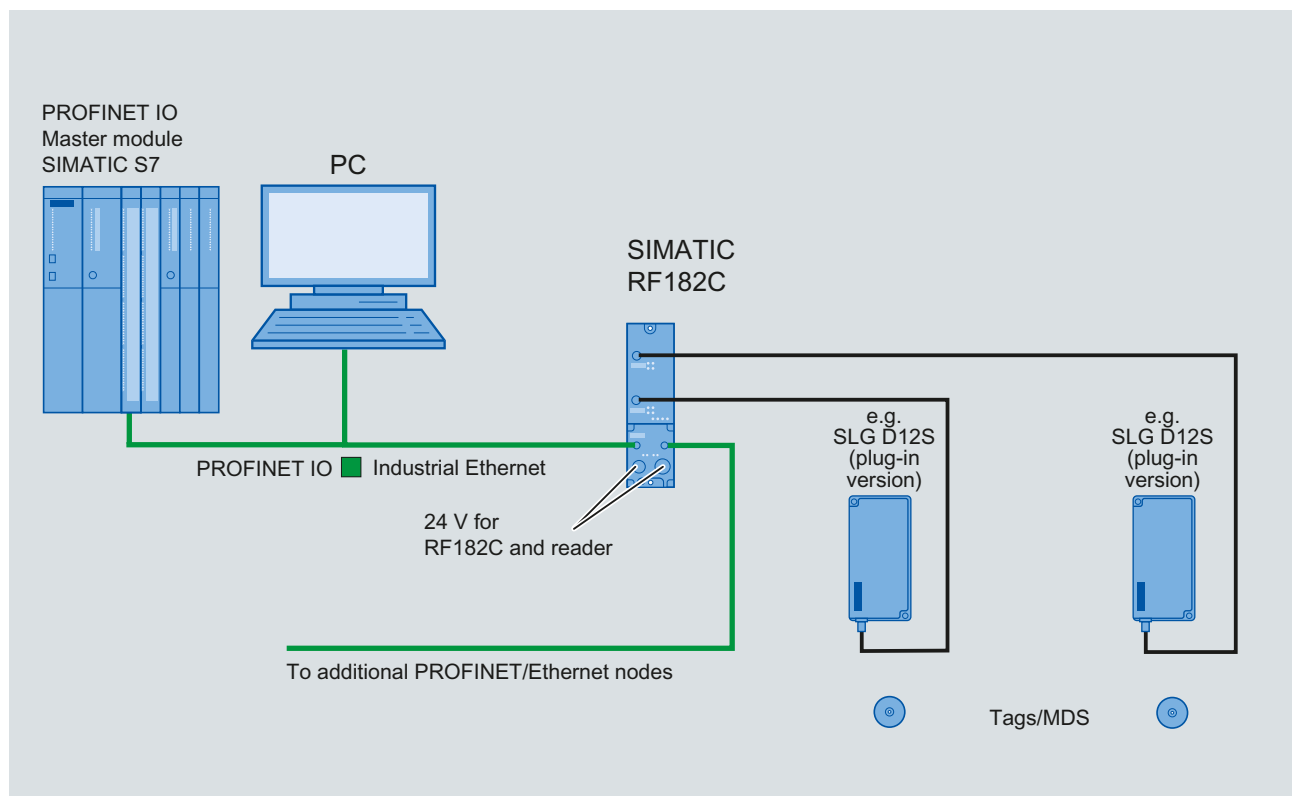 PROFINET IO
Master module
SIMATIC S7
PC
SIMATIC
RF182C
PROFINET IO Industrial Ethernet
24 V for
RF182C and reader
To additional PROFINET/Ethernet nodes
e.g.
SLG D12S
(plug-in
version)
e.g.
SLG D12S
(plug-in
version)
Tags/MDS